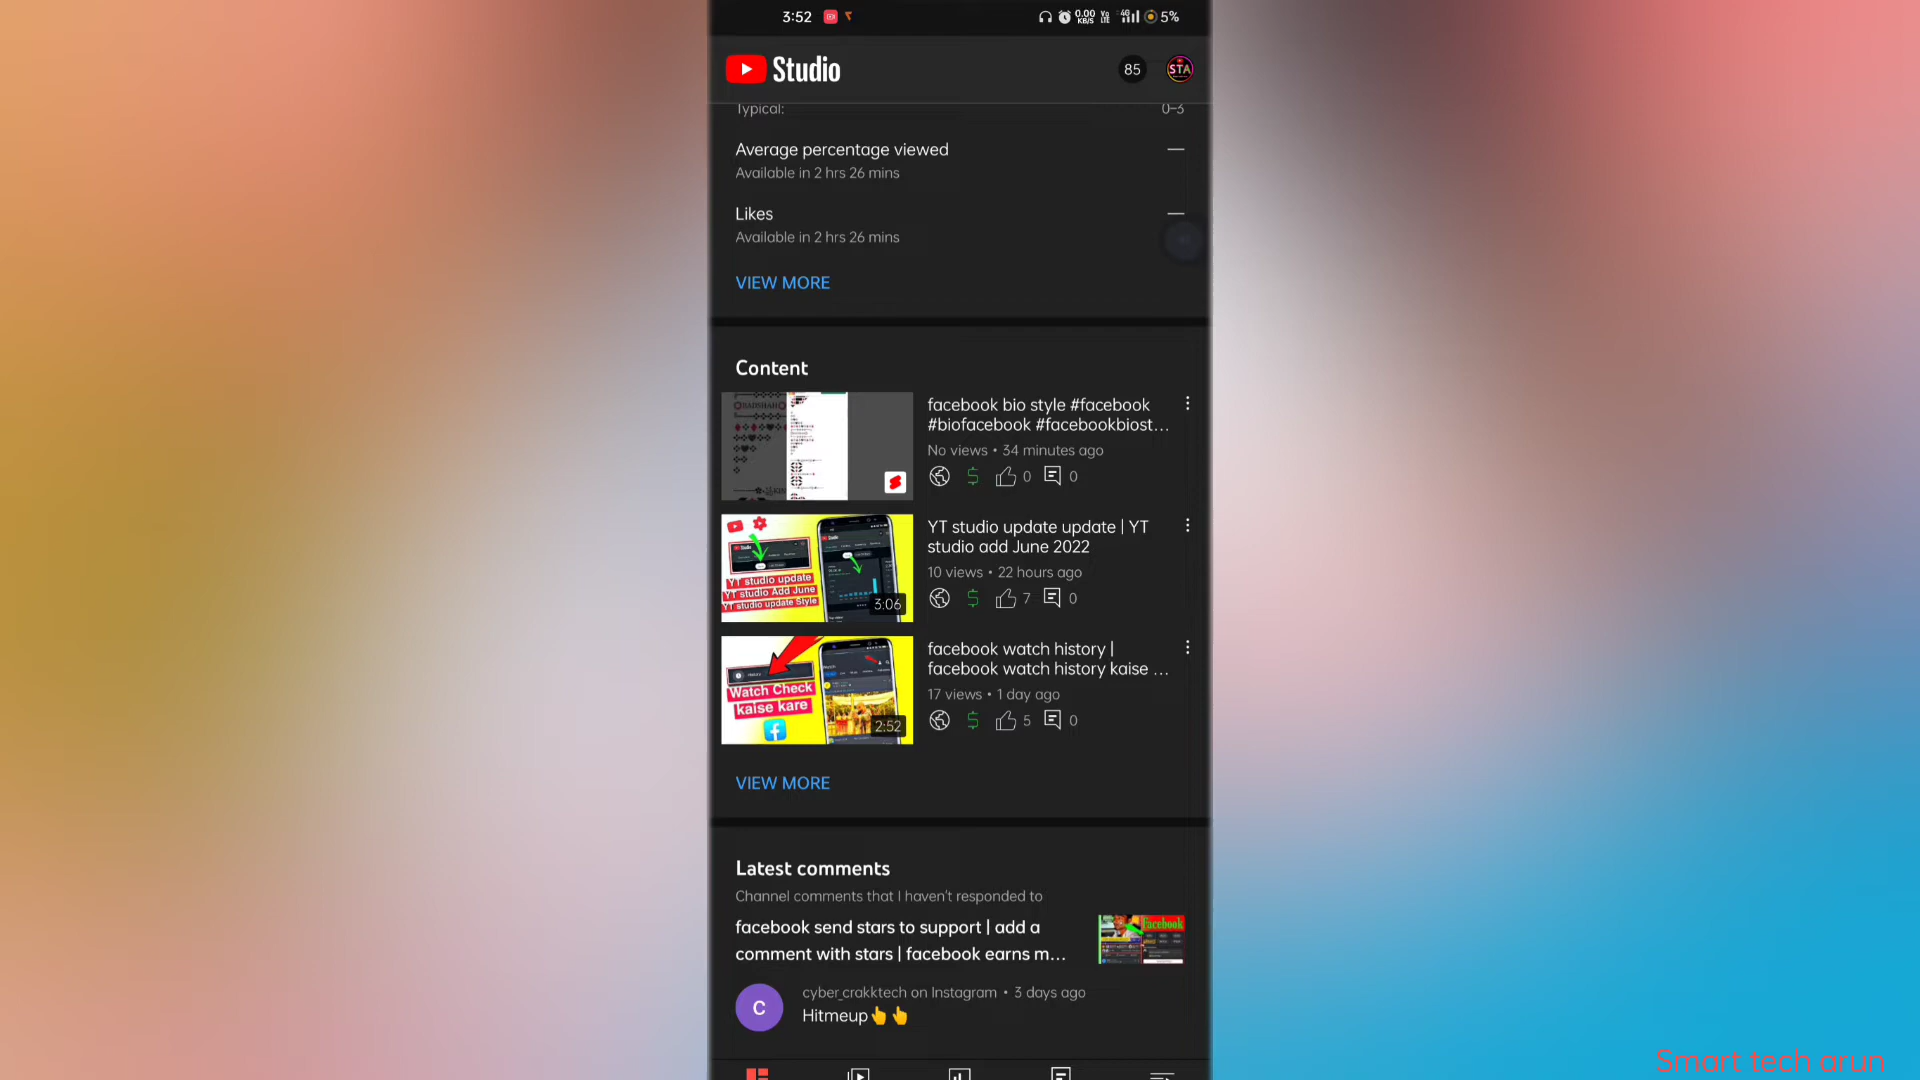 3:52
0.00
KB/S
Vo
LTE
4G
5%
Studio
85
STA
Typical:
0–3
Average percentage viewed
—
Available in 2 hrs 26 mins
Likes
—
Available in 2 hrs 26 mins
VIEW MORE
Content
facebook bio style #facebook
#biofacebook #facebookbiost...
No views • 34 minutes ago
0
0
YT studio update
YT studio Add June
YT studio update Style
3:06
YT studio update update | YT
studio add June 2022
10 views • 22 hours ago
7
0
Watch Check
kaise kare
2:52
facebook watch history |
facebook watch history kaise ...
17 views • 1 day ago
5
0
VIEW MORE
Latest comments
Channel comments that I haven't responded to
facebook send stars to support | add a
comment with stars | facebook earns m...
facebook
C
cyber_crakktech on Instagram • 3 days ago
Hitmeup👆👆
Smart tech arun